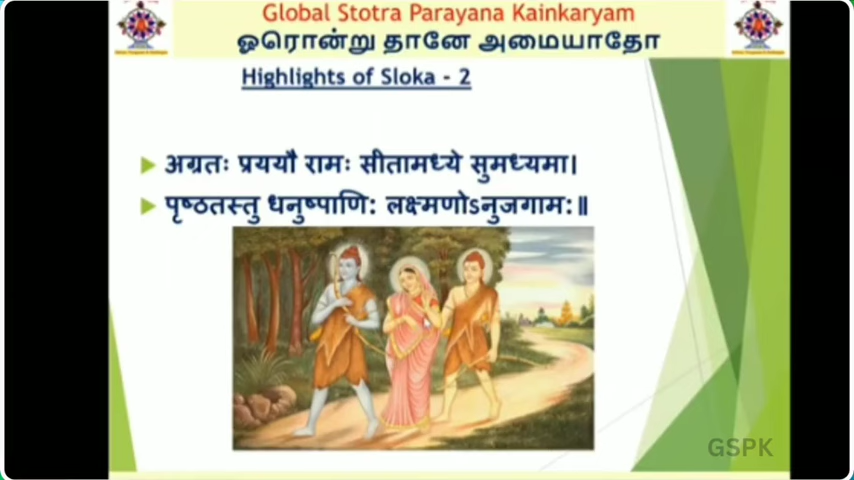 Global Stotra Parayana Kainkaryam
ஓரொன்று தானே அமையாதோ
Highlights of Sloka - 2
अग्रतः प्रययौ रामः सीतामध्ये सुमध्यमा।
पृष्ठतस्तु धनुष्पाणि: लक्ष्मणोऽनुजगाम:॥
GSPK